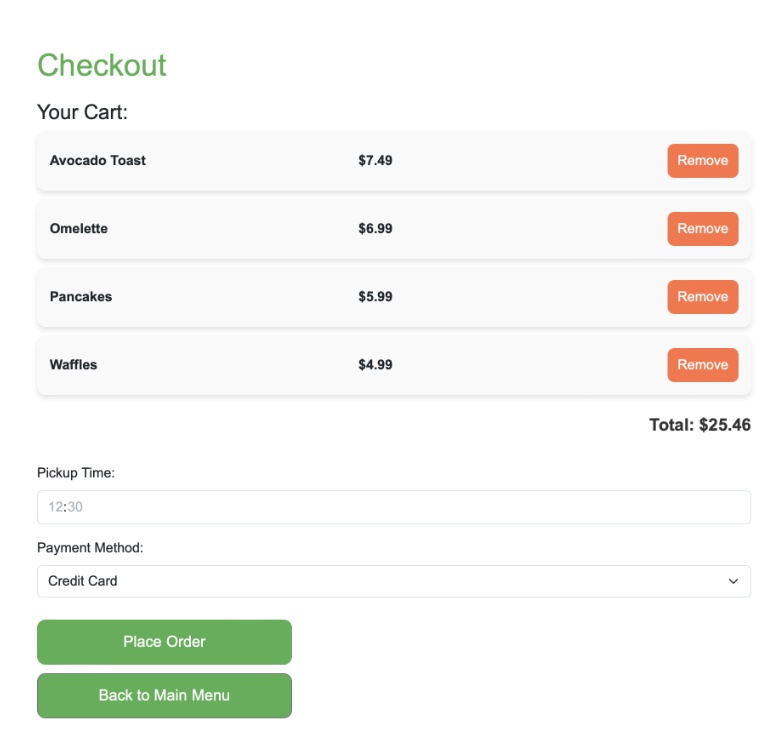 Checkout
Your Cart:
Avocado Toast $7.49 Remove
Omelette $6.99 Remove
Pancakes $5.99 Remove
Waffles $4.99 Remove
Total: $25.46
Pickup Time:
12:30
Payment Method:
Credit Card
Place Order
Back to Main Menu